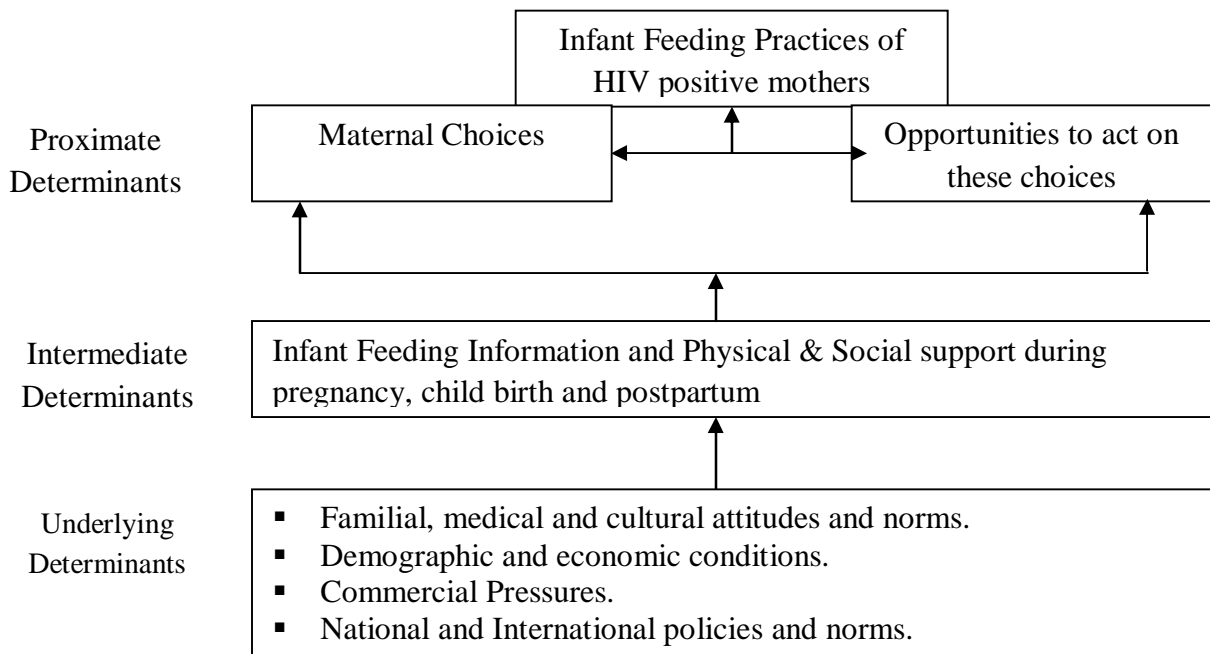 Infant Feeding Practices of
HIV positive mothers
Proximate
Determinants
Maternal Choices
Opportunities to act on
these choices
Intermediate
Determinants
Infant Feeding Information and Physical & Social support during
pregnancy, child birth and postpartum
Underlying
Determinants
▪ Familial, medical and cultural attitudes and norms.
▪ Demographic and economic conditions.
▪ Commercial Pressures.
▪ National and International policies and norms.